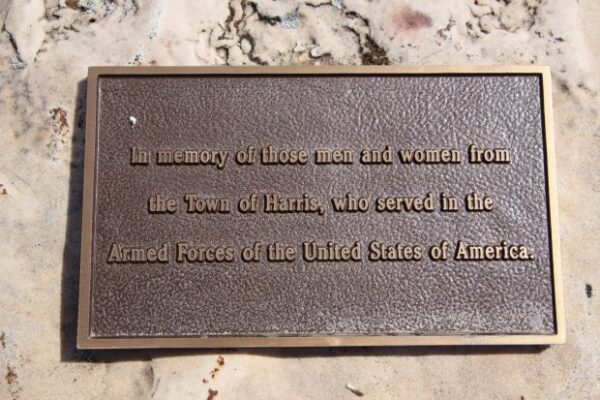 In memory of those men and women from
the Town of Harris, who served in the
Armed Forces of the United States of America.